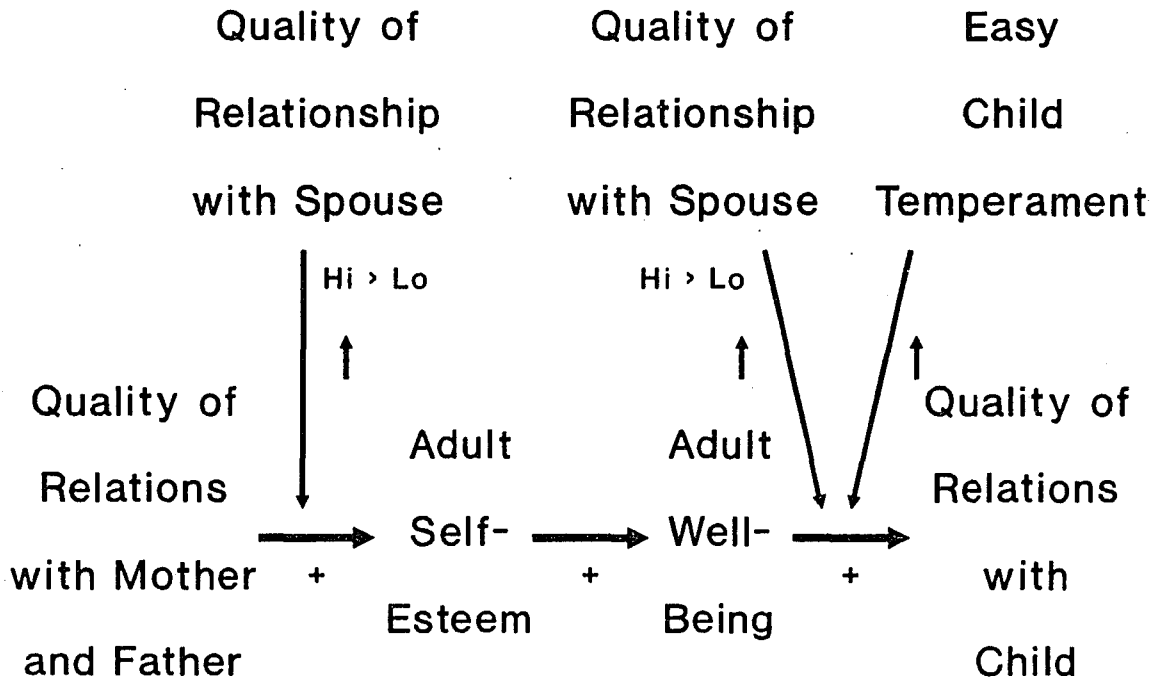 Quality of
Relationship
with Spouse
Quality of
Relationship
with Spouse
Easy
Child
Temperament
Hi > Lo
Hi > Lo
Quality of
Relations
with Mother
and Father
+
Adult
Self-
Esteem
+
Adult
Well-
Being
+
Quality of
Relations
with
Child